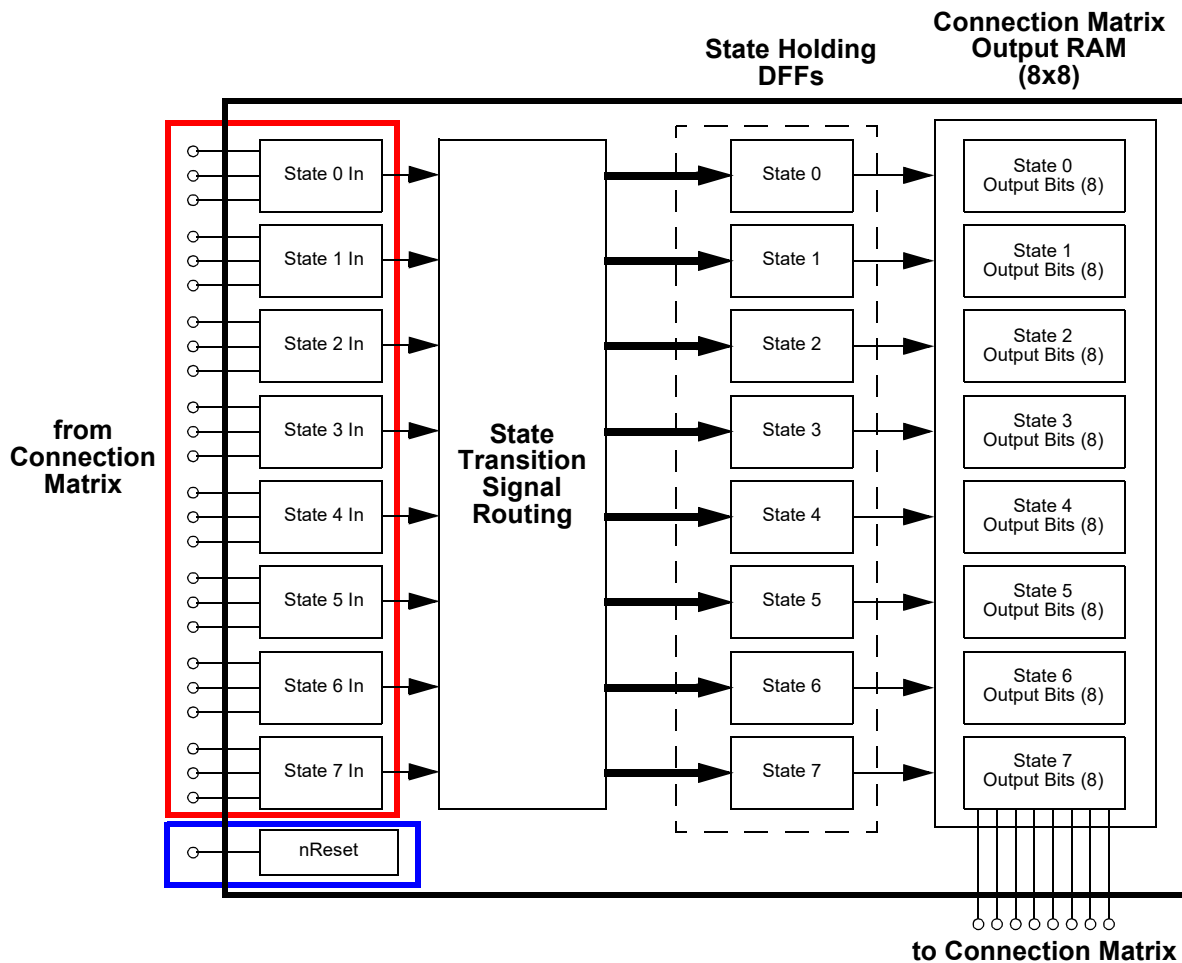 Connection Matrix
Output RAM
(8x8)
State Holding
DFFs
from
Connection
Matrix
State 0 In
State 1 In
State 2 In
State 3 In
State 4 In
State 5 In
State 6 In
State 7 In
nReset
State
Transition
Signal
Routing
State 0
State 1
State 2
State 3
State 4
State 5
State 6
State 7
State 0
Output Bits (8)
State 1
Output Bits (8)
State 2
Output Bits (8)
State 3
Output Bits (8)
State 4
Output Bits (8)
State 5
Output Bits (8)
State 6
Output Bits (8)
State 7
Output Bits (8)
to Connection Matrix